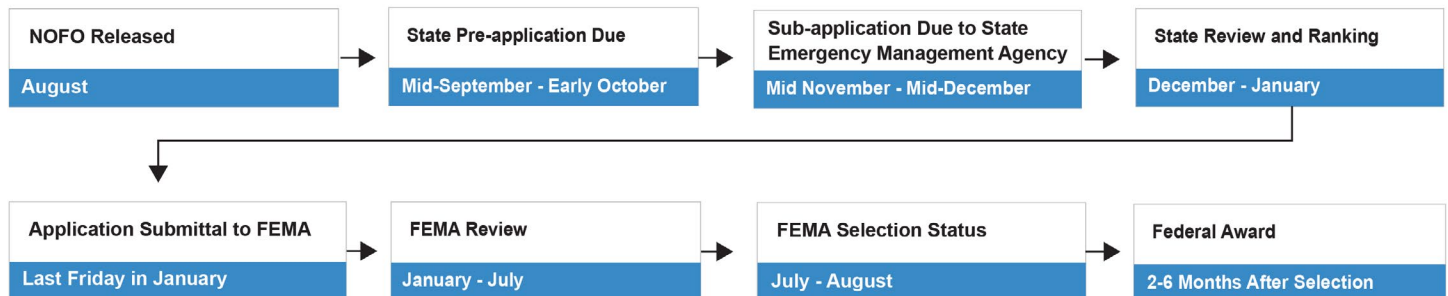 NOFO Released
August
State Pre-application Due
Mid-September - Early October
Sub-application Due to State
Emergency Management Agency
Mid November - Mid-December
State Review and Ranking
December - January
Application Submittal to FEMA
Last Friday in January
FEMA Review
January - July
FEMA Selection Status
July - August
Federal Award
2-6 Months After Selection